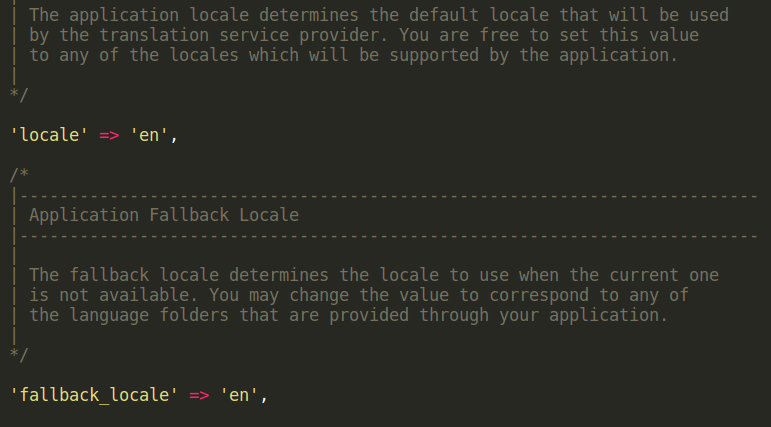 |
| The application locale determines the default locale that will be used
| by the translation service provider. You are free to set this value
| to any of the locales which will be supported by the application.
|
*/
'locale' => 'en',
/*
|--------------------------------------------------------------------------
| Application Fallback Locale
|--------------------------------------------------------------------------
|
| The fallback locale determines the locale to use when the current one
| is not available. You may change the value to correspond to any of
| the language folders that are provided through your application.
|
*/
'fallback_locale' => 'en',